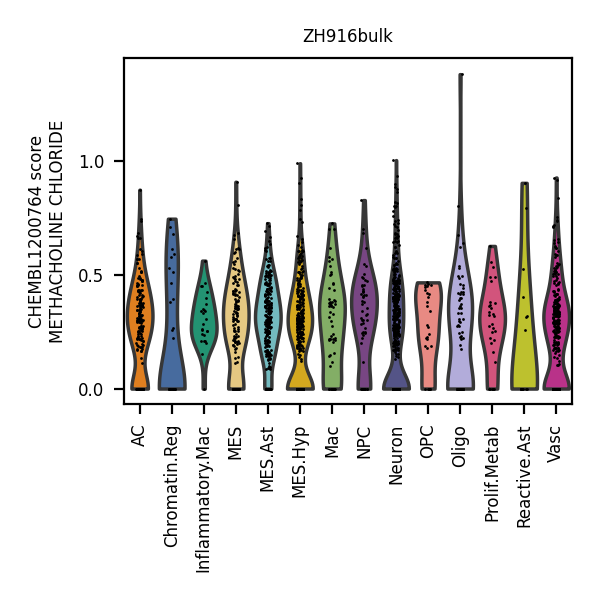 ZH916bulk
CHEMBL1200764 score
METHACHOLINE CHLORIDE
1.0
0.5
0.0
AC
Chromatin.Reg
Inflammatory.Mac
MES
MES.Ast
MES.Hyp
Mac
NPC
Neuron
OPC
Oligo
Prolif.Metab
Reactive.Ast
Vasc